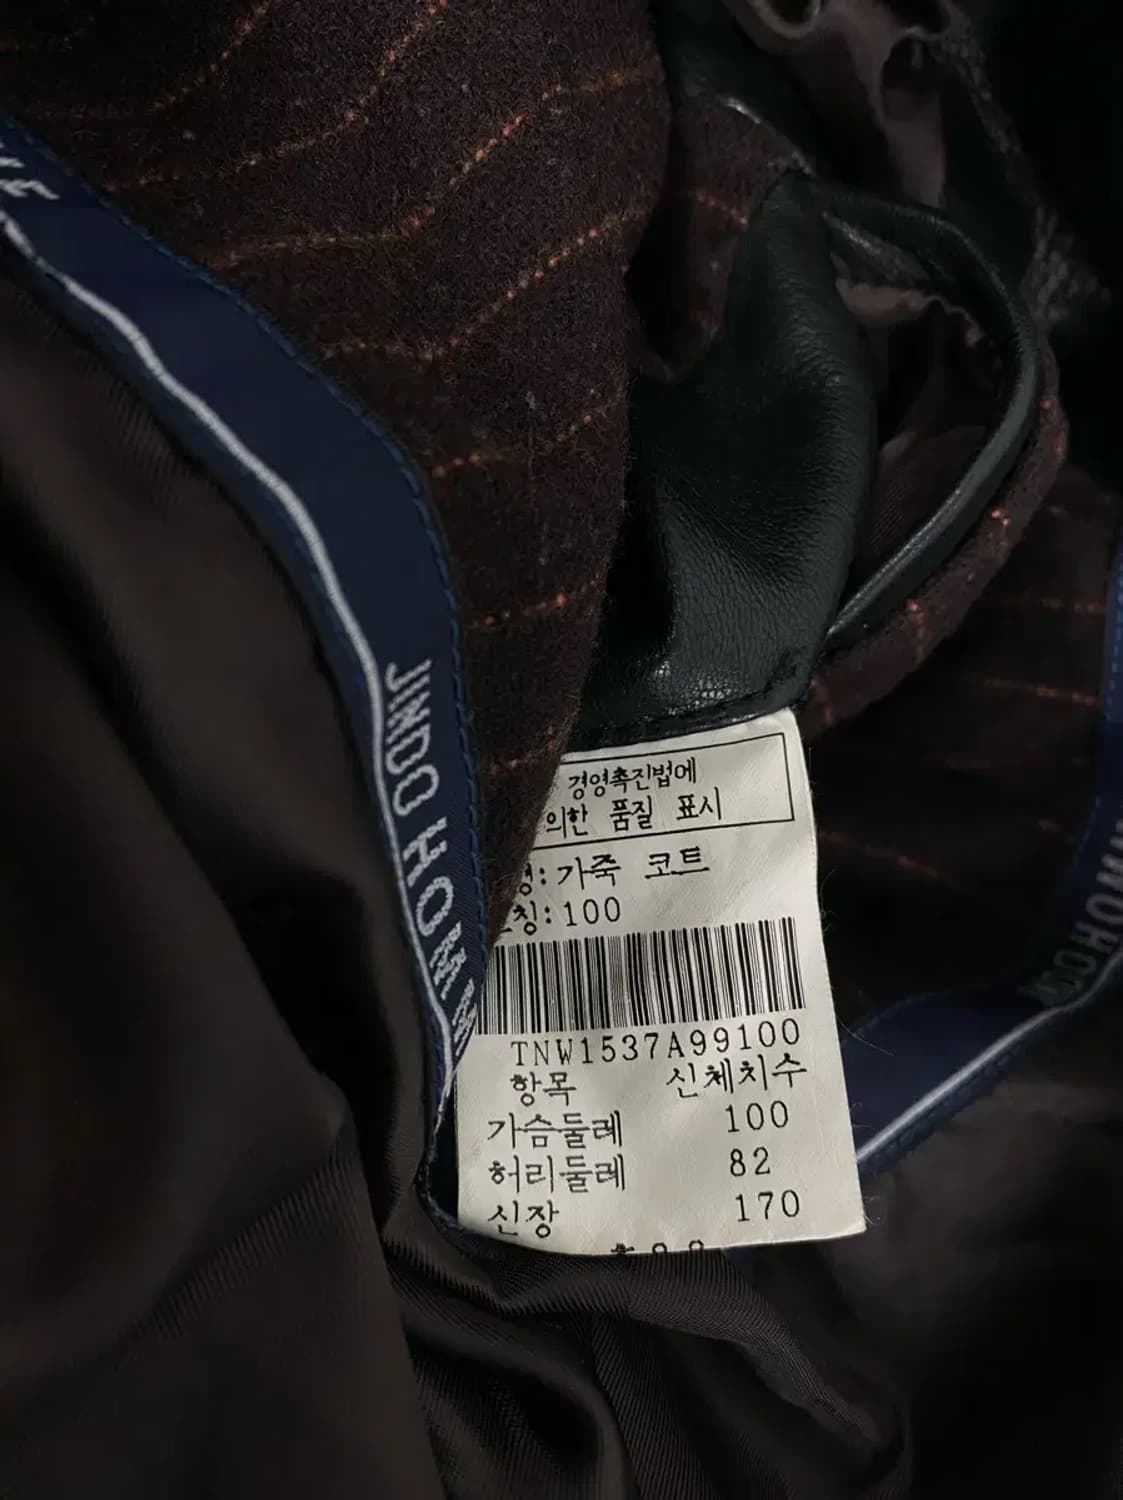 JINDO HOMME
경영촉진법에
의한 품질 표시
형: 가죽 코트
칭: 100
TNW1537A99100
항목 신체치수
가슴둘레 100
허리둘레 82
신장 170